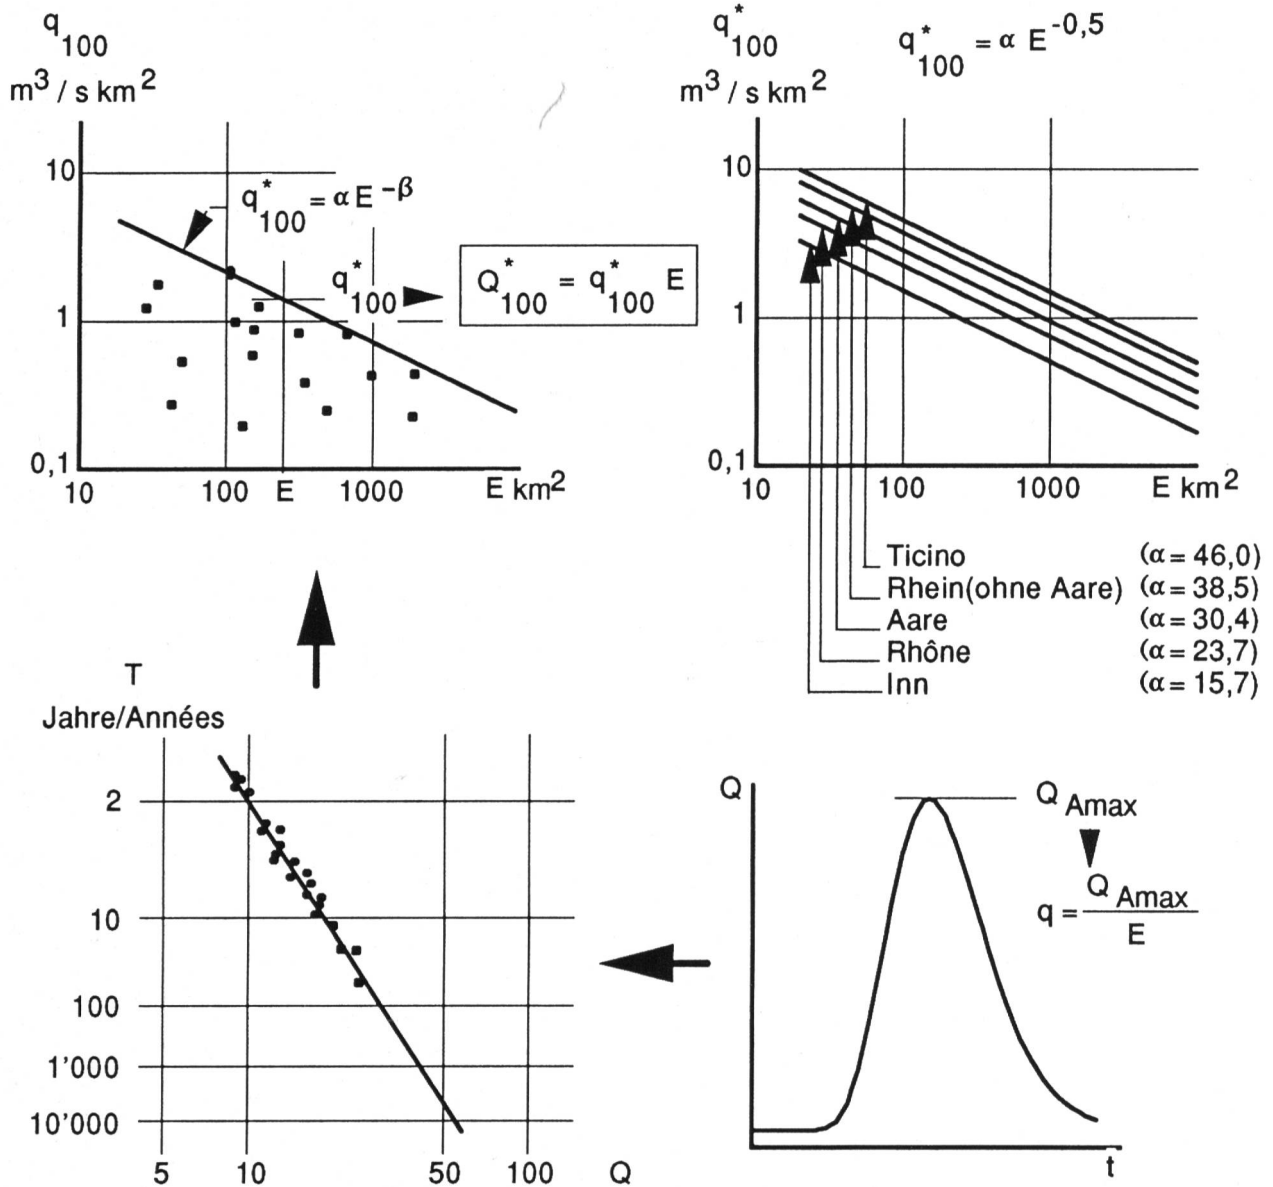 q 100
m³ / s km²
10
q*100 = α E^–β
q*100
Q*100 = q*100 E
1
0,1
10 100 E 1000 E km²
q*100
q*100 = α E^-0,5
m³ / s km²
10
1
0,1
10 100 1000 E km²
Ticino (α = 46,0)
Rhein(ohne Aare) (α = 38,5)
Aare (α = 30,4)
Rhône (α = 23,7)
Inn (α = 15,7)
T
Jahre/Années
2
10
100
1'000
10'000
5 10 50 100 Q
Q
Q Amax
q = Q Amax / E
t